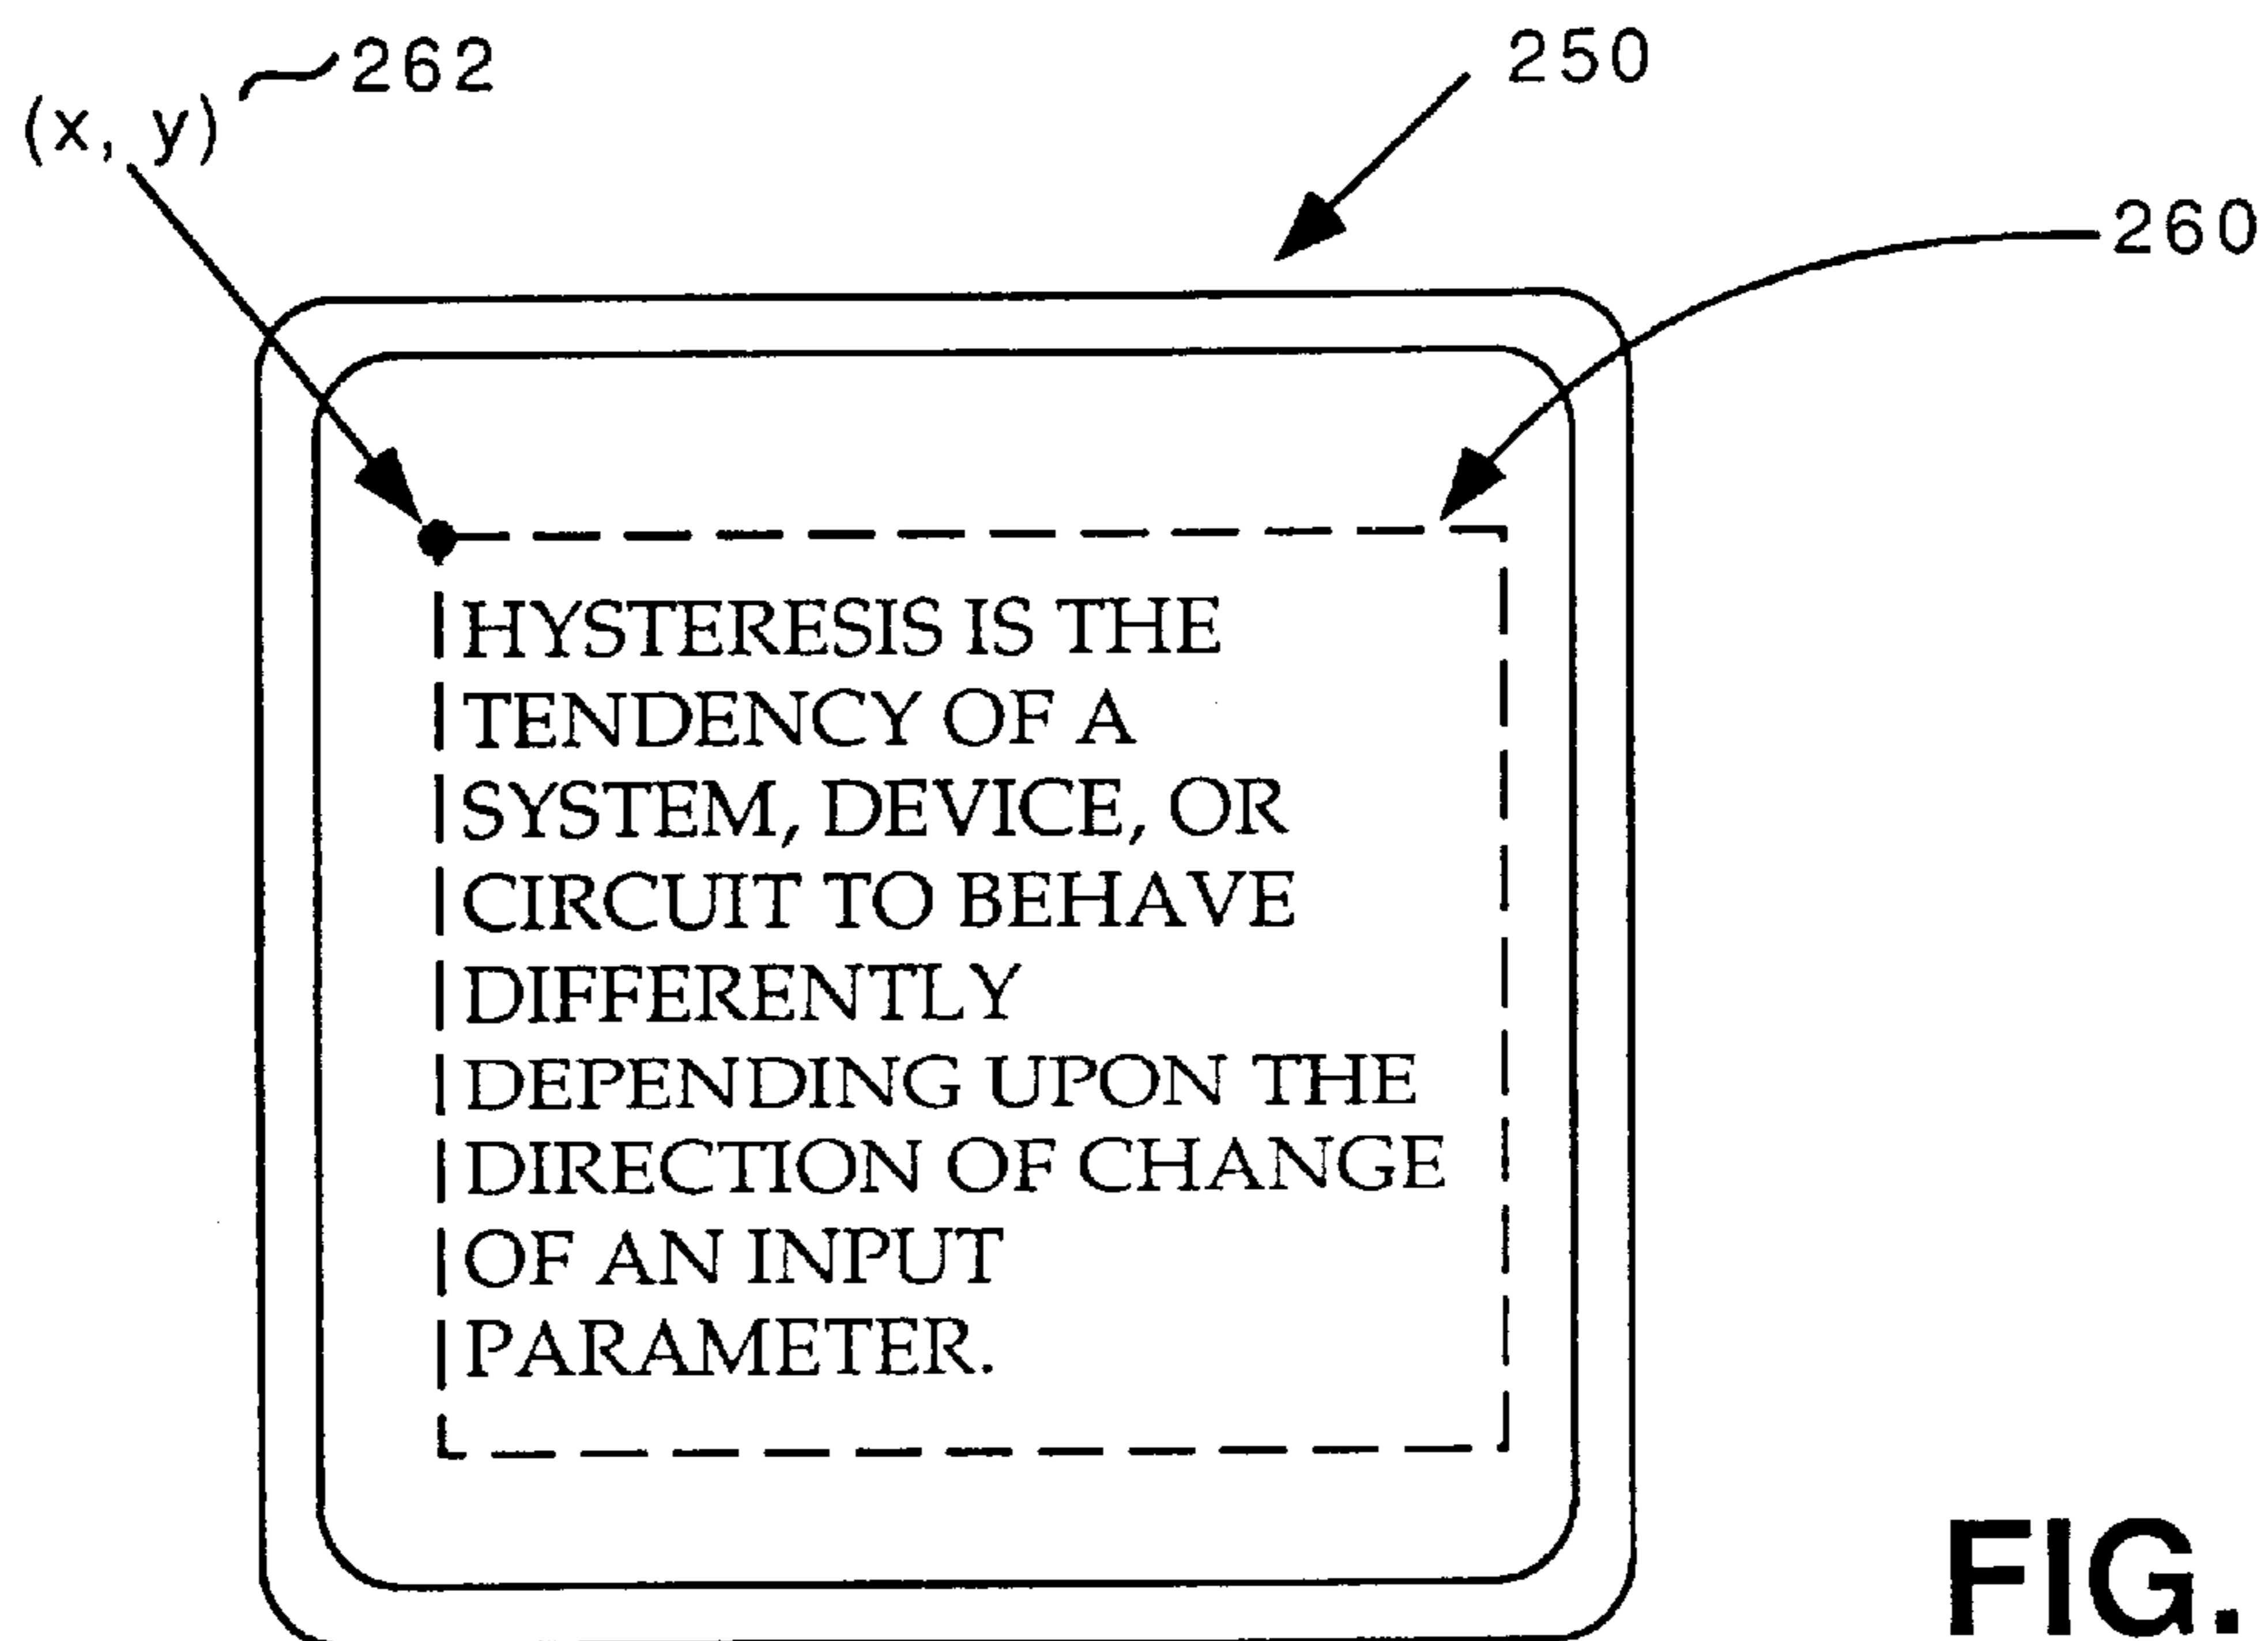 262
250
(x, y)
260
HYSTERESIS IS THE
TENDENCY OF A
SYSTEM, DEVICE, OR
CIRCUIT TO BEHAVE
DIFFERENTLY
DEPENDING UPON THE
DIRECTION OF CHANGE
OF AN INPUT
PARAMETER.
FIG.